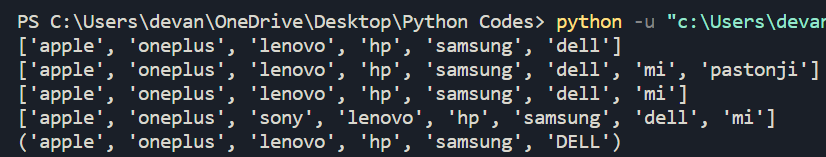 PS C:\Users\devan\OneDrive\Desktop\Python Codes> python -u "c:\Users\devan
['apple', 'oneplus', 'lenovo', 'hp', 'samsung', 'dell']
['apple', 'oneplus', 'lenovo', 'hp', 'samsung', 'dell', 'mi', 'pastonji']
['apple', 'oneplus', 'lenovo', 'hp', 'samsung', 'dell', 'mi']
['apple', 'oneplus', 'sony', 'lenovo', 'hp', 'samsung', 'dell', 'mi']
('apple', 'oneplus', 'lenovo', 'hp', 'samsung', 'DELL')